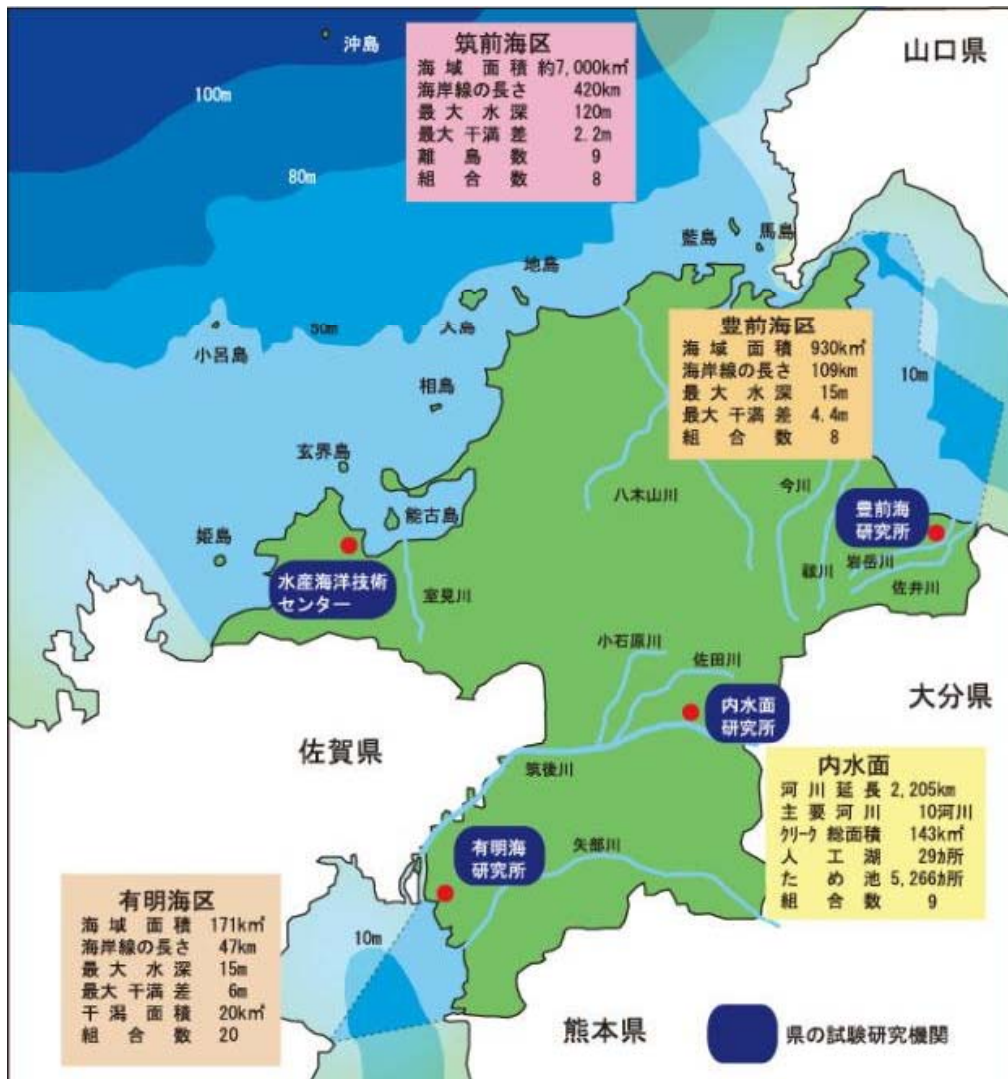 沖島
100m
筑前海区
海域面積 約7,000k㎡
海岸線の長さ 420km
最大水深 120m
最大干満差 2.2m
離島数 9
組合数 8
山口県
80m
藍島
馬島
地島
大島
50m
小呂島
相島
玄界島
能古島
姫島
豊前海区
海域面積 930k㎡
海岸線の長さ 109km
最大水深 15m
最大干満差 4.4m
組合数 8
10m
八木山川
今川
豊前海
研究所
祓川
岩岳川
佐井川
水産海洋技術
センター
室見川
小石原川
佐田川
内水面
研究所
大分県
佐賀県
筑後川
内水面
河川延長 2,205km
主要河川 10河川
クリーク総面積 143k㎡
人工湖 29カ所
ため池 5,266カ所
組合数 9
有明海
研究所
矢部川
有明海区
海域面積 171k㎡
海岸線の長さ 47km
最大水深 15m
最大干満差 6m
干潟面積 20k㎡
組合数 20
10m
熊本県
県の試験研究機関